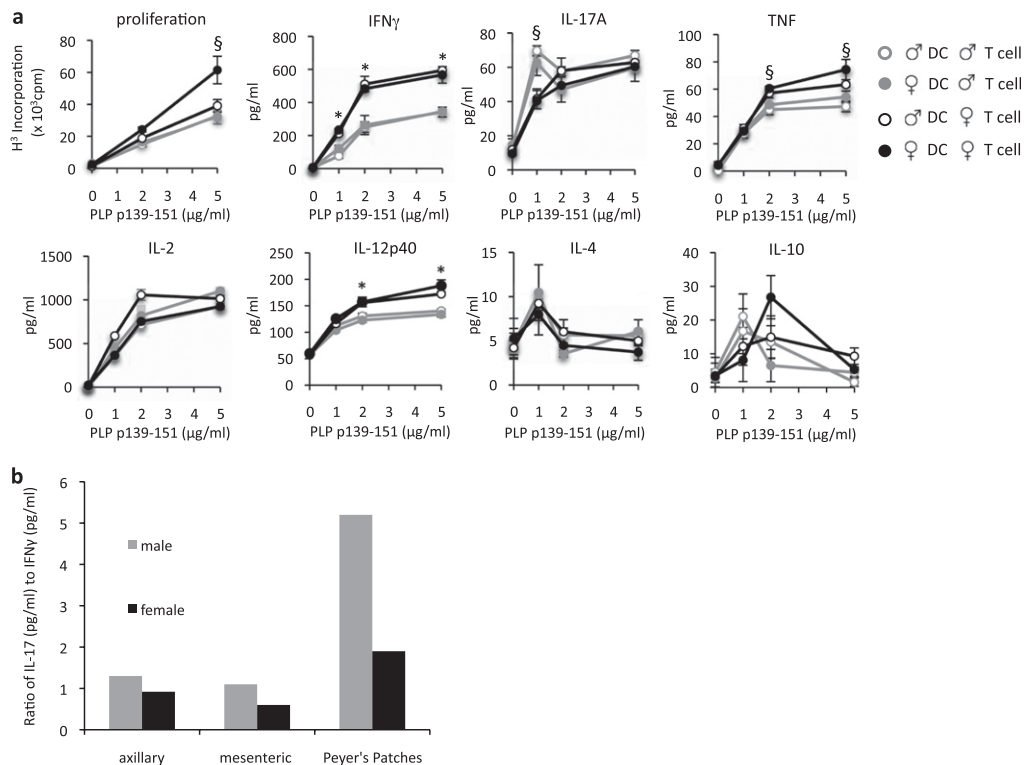 a
proliferation
IFNγ
IL-17A
TNF
H³ Incorporation
(x 10³cpm)
80
60
40
20
0
§
0 1 2 3 4 5
PLP p139-151 (µg/ml)
pg/ml
800
600
400
200
0
* * *
0 1 2 3 4 5
PLP p139-151 (µg/ml)
pg/ml
80
60
40
20
0
§
0 1 2 3 4 5
PLP p139-151 (µg/ml)
pg/ml
100
80
60
40
20
0
§ §
0 1 2 3 4 5
PLP p139-151 (µg/ml)
♂ DC ♂ T cell
♀ DC ♂ T cell
♂ DC ♀ T cell
♀ DC ♀ T cell
IL-2
IL-12p40
IL-4
IL-10
pg/ml
1500
1000
500
0
0 1 2 3 4 5
PLP p139-151 (µg/ml)
pg/ml
250
200
150
100
50
0
* *
0 1 2 3 4 5
PLP p139-151 (µg/ml)
pg/ml
15
10
5
0
0 1 2 3 4 5
PLP p139-151 (µg/ml)
pg/ml
40
30
20
10
0
0 1 2 3 4 5
PLP p139-151 (µg/ml)
b
Ratio of IL-17 (pg/ml) to IFNγ (pg/ml)
6
5
4
3
2
1
0
male
female
axillary mesenteric Peyer's Patches